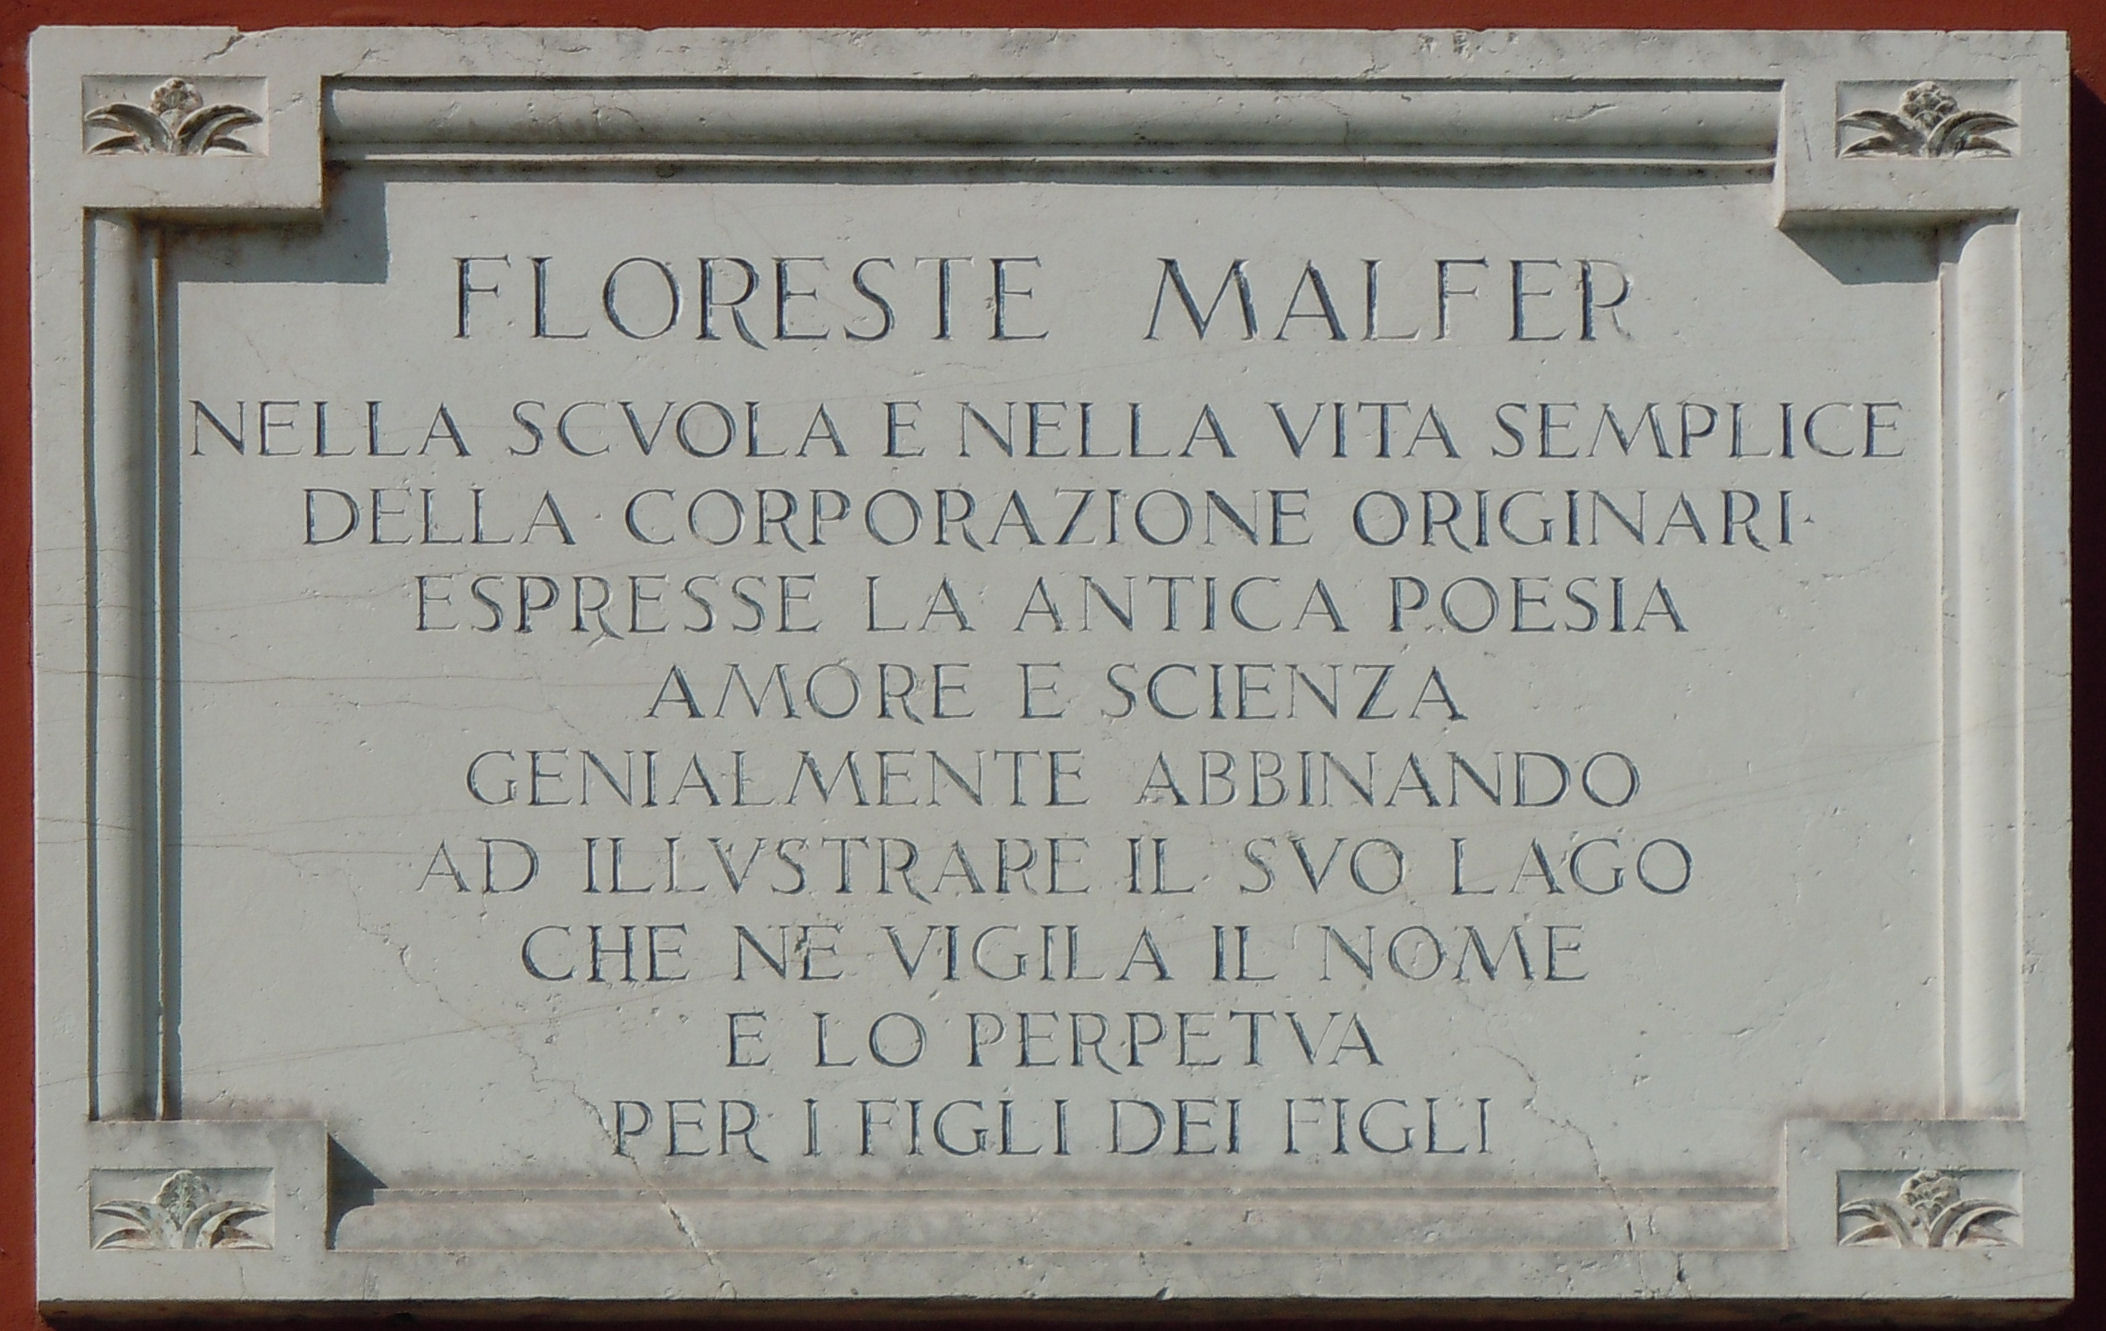 FLORESTE MALFER
NELLA SCVOLA E NELLA VITA SEMPLICE
DELLA CORPORAZIONE ORIGINARI
ESPRESSE LA ANTICA POESIA
AMORE E SCIENZA
GENIALMENTE ABBINANDO
AD ILLVSTRARE IL SVO LAGO
CHE NE VIGILA IL NOME
E LO PERPETVA
PER I FIGLI DEI FIGLI